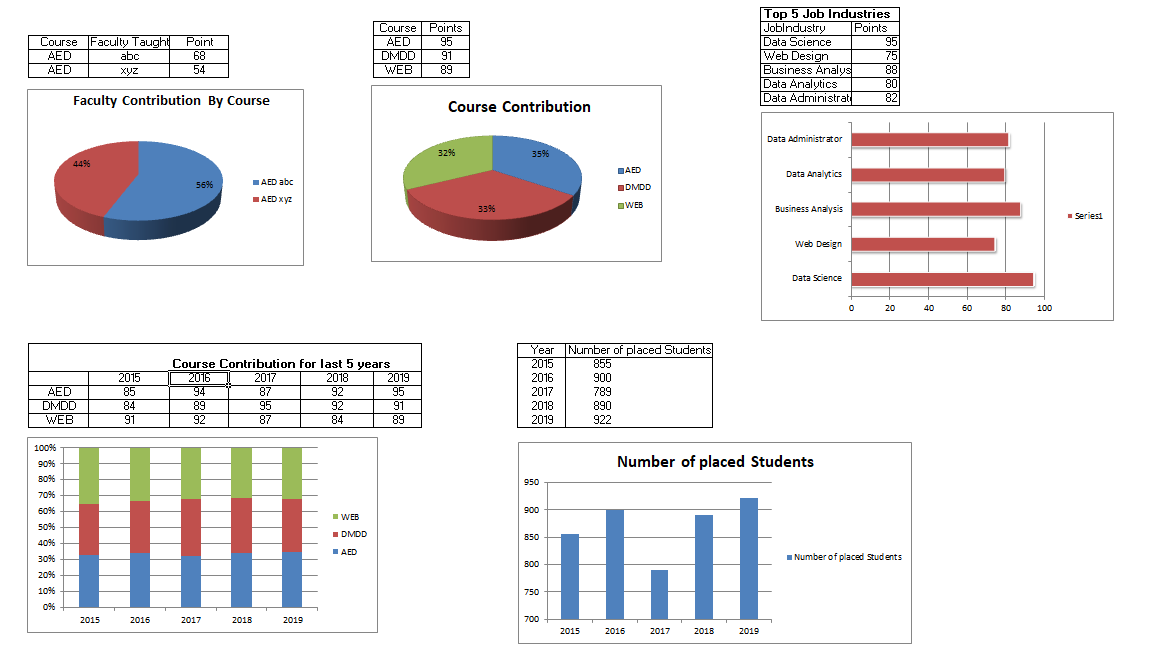 Course Faculty Taught Point
AED abc 68
AED xyz 54
Faculty Contribution By Course
44%
56%
AED abc
AED xyz
Course Points
AED 95
DMDD 91
WEB 89
Course Contribution
32%
35%
33%
AED
DMDD
WEB
Top 5 Job Industries
JobIndustry Points
Data Science 95
Web Design 75
Business Analys 88
Data Analytics 80
Data Administrat 82
Data Administrator
Data Analytics
Business Analysis
Web Design
Data Science
0 20 40 60 80 100
Series1
Course Contribution for last 5 years
2015 2016 2017 2018 2019
AED 85 94 87 92 95
DMDD 84 89 95 92 91
WEB 91 92 87 84 89
100%
90%
80%
70%
60%
50%
40%
30%
20%
10%
0%
2015 2016 2017 2018 2019
WEB
DMDD
AED
Year Number of placed Students
2015 855
2016 900
2017 789
2018 890
2019 922
Number of placed Students
950
900
850
800
750
700
2015 2016 2017 2018 2019
Number of placed Students